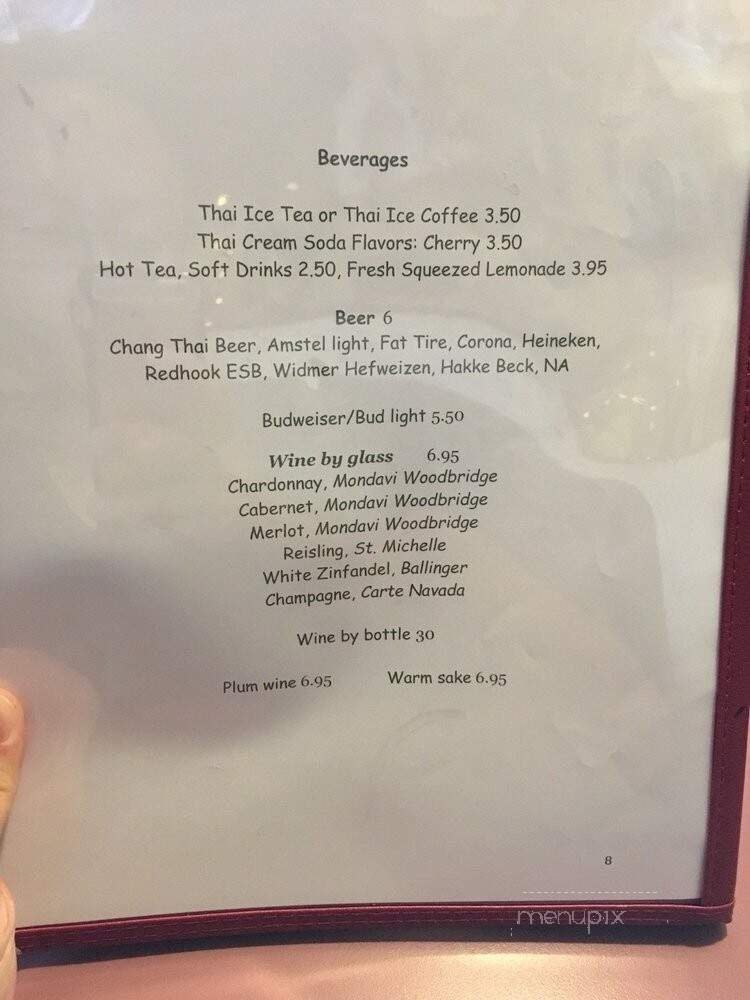 Beverages
Thai Ice Tea or Thai Ice Coffee 3.50
Thai Cream Soda Flavors: Cherry 3.50
Hot Tea, Soft Drinks 2.50, Fresh Squeezed Lemonade 3.95
Beer 6
Chang Thai Beer, Amstel light, Fat Tire, Corona, Heineken,
Redhook ESB, Widmer Hefweizen, Hakke Beck, NA
Budweiser/Bud light 5.50
Wine by glass 6.95
Chardonnay, Mondavi Woodbridge
Cabernet, Mondavi Woodbridge
Merlot, Mondavi Woodbridge
Reisling, St. Michelle
White Zinfandel, Ballinger
Champagne, Carte Navada
Wine by bottle 30
Plum wine 6.95 Warm sake 6.95
8
menupix